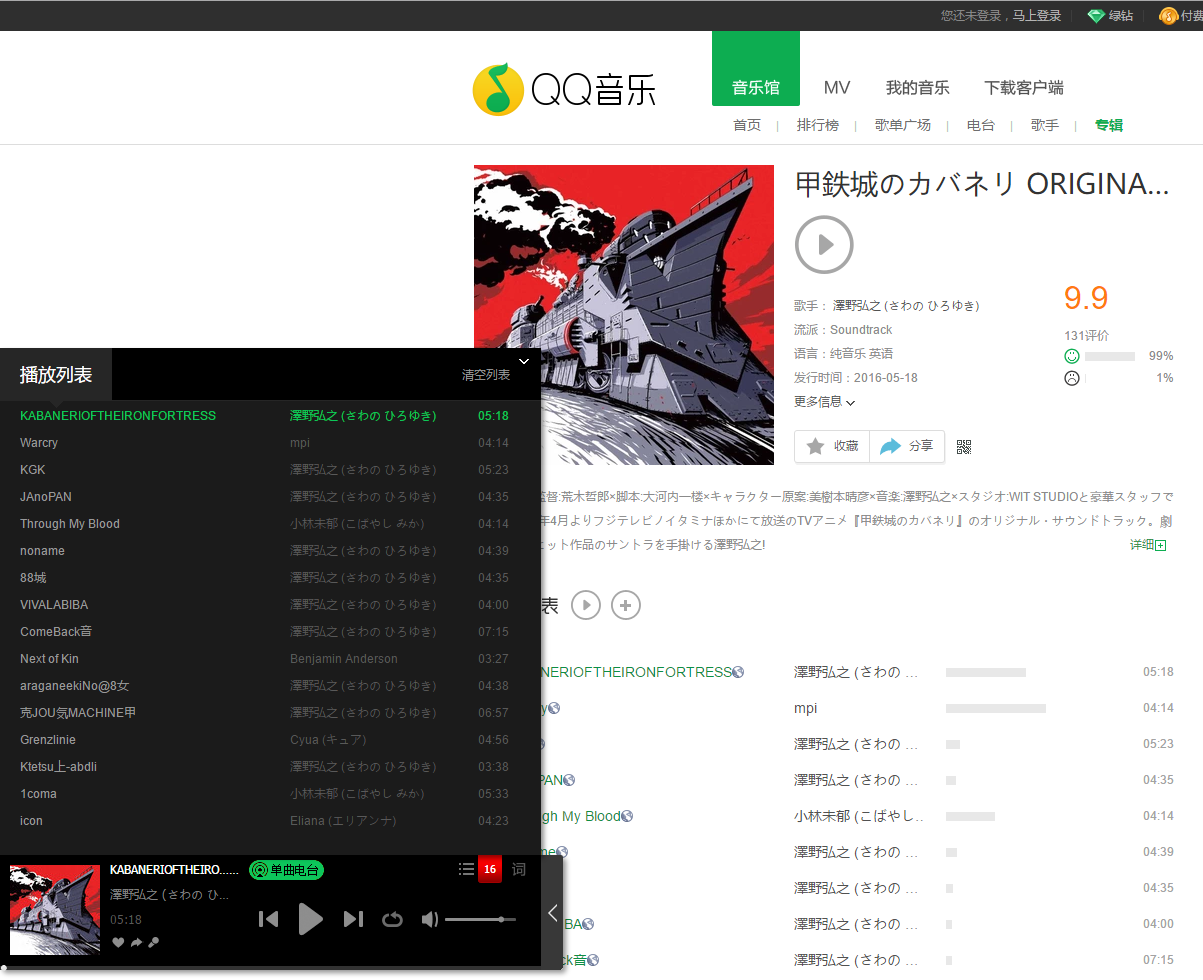 您还未登录，马上登录 绿钻 付费
QQ音乐
音乐馆 MV 我的音乐 下载客户端
首页 | 排行榜 | 歌单广场 | 电台 | 歌手 | 专辑
甲鉄城のカバネリ ORIGINA...
歌手： 澤野弘之 (さわの ひろゆき)
流派：Soundtrack
语言：纯音乐 英语
发行时间：2016-05-18
更多信息
9.9
131评价
99%
1%
收藏 分享
監督:荒木哲郎×脚本:大河内一楼×キャラクター原案:美樹本晴彦×音楽:澤野弘之×スタジオ:WIT STUDIOと豪華スタッフで
年4月よりフジテレビノイタミナほかにて放送のTVアニメ『甲鉄城のカバネリ』のオリジナル・サウンドトラック。劇
ット作品のサントラを手掛ける澤野弘之!
详细
表
NERIOFTHEIRONFORTRESS 澤野弘之 (さわの ... 05:18
y mpi 04:14
澤野弘之 (さわの ... 05:23
PAN 澤野弘之 (さわの ... 04:35
gh My Blood 小林未郁 (こばやし.. 04:14
me 澤野弘之 (さわの ... 04:39
澤野弘之 (さわの ... 04:35
BA 澤野弘之 (さわの ... 04:00
ck音 澤野弘之 (さわの ... 07:15
播放列表 清空列表
KABANERIOFTHEIRONFORTRESS 澤野弘之 (さわの ひろゆき) 05:18
Warcry mpi 04:14
KGK 澤野弘之 (さわの ひろゆき) 05:23
JAnoPAN 澤野弘之 (さわの ひろゆき) 04:35
Through My Blood 小林未郁 (こばやし みか) 04:14
noname 澤野弘之 (さわの ひろゆき) 04:39
88城 澤野弘之 (さわの ひろゆき) 04:35
VIVALABIBA 澤野弘之 (さわの ひろゆき) 04:00
ComeBack音 澤野弘之 (さわの ひろゆき) 07:15
Next of Kin Benjamin Anderson 03:27
araganeekiNo@8女 澤野弘之 (さわの ひろゆき) 04:38
克JOU気MACHINE甲 澤野弘之 (さわの ひろゆき) 06:57
Grenzlinie Cyua (キュア) 04:56
Ktetsu上-abdli 澤野弘之 (さわの ひろゆき) 03:38
1coma 小林未郁 (こばやし みか) 05:33
icon Eliana (エリアンナ) 04:23
KABANERIOFTHEIRO...... 单曲电台 16 词
澤野弘之 (さわの ひ...
05:18